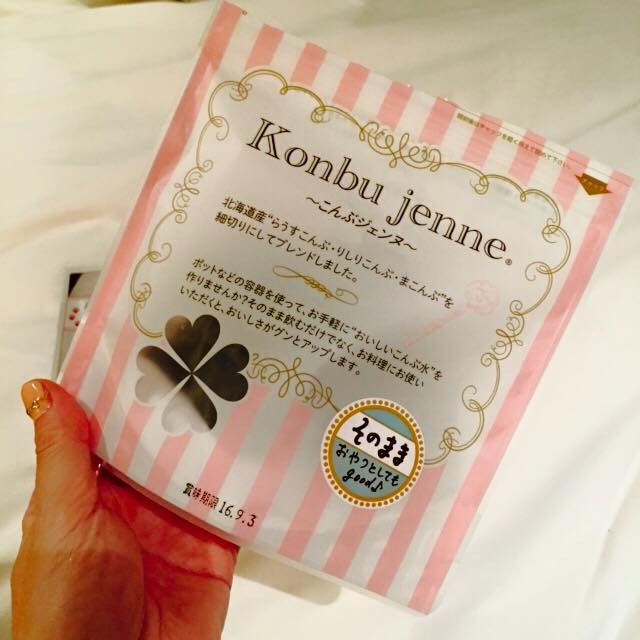 Konbu jenne®
～こんぶジェンヌ～
北海道産"らうすこんぶ・りしりこんぶ・まこんぶ"を
細切りにしてブレンドしました。
ポットなどの容器を使って、お手軽に"おいしいこんぶ水"を
作りませんか?そのまま飲むだけでなく、お料理にお使い
いただくと、おいしさがグンとアップします。
そのまま
おやつとしても
good♪
賞味期限 16.9.3